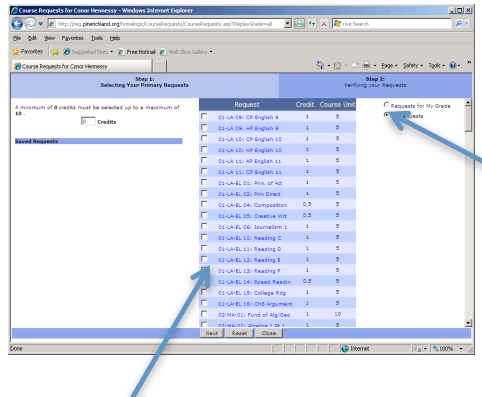 Course Requests for Conor Hennessy - Windows Internet Explorer
http://isg.pinerichland.org/homelogic/CourseRequests/CourseRequests.asp?DisplayGrade=all
Live Search
File Edit View Favorites Tools Help
Favorites Suggested Sites Free Hotmail Web Slice Gallery
Course Requests for Conor Hennessy
Page Safety Tools
Step 1:
Selecting Your Primary Requests
Step 2:
Verifying your Requests
A minimum of 0 credits must be selected up to a maximum of
10 .
0 Credits
Saved Requests
Request Credit Course Unit
01-LA 09: CP English 9 1 5
01-LA 09: HP English 9 1 5
01-LA 10: CP English 10 1 5
01-LA 10: HP English 10 1 5
01-LA 11: AP English 11 1 5
01-LA 11: CP English 11 1 5
01-LA-EL 01: Prin. of Act 1 5
01-LA-EL 02: Prin Direct 1 5
01-LA-EL 04: Composition 0.5 5
01-LA-EL 05: Creative Wrt 0.5 5
01-LA-EL 06: Journalism 1 1 5
01-LA-EL 10: Reading C 1 5
01-LA-EL 11: Reading D 1 5
01-LA-EL 12: Reading E 1 5
01-LA-EL 13: Reading F 1 5
01-LA-EL 14: Speed Readin 0.5 5
01-LA-EL 15: College Rdg 1 5
01-LA-EL 16: CHS Argument 1 5
02-MA-01: Fund of Alg/Geo 1 10
02-MA-02: Algebra 1 Pt 1 1 5
Requests for My Grade
Requests
Next Reset Close
Done
Internet
100%